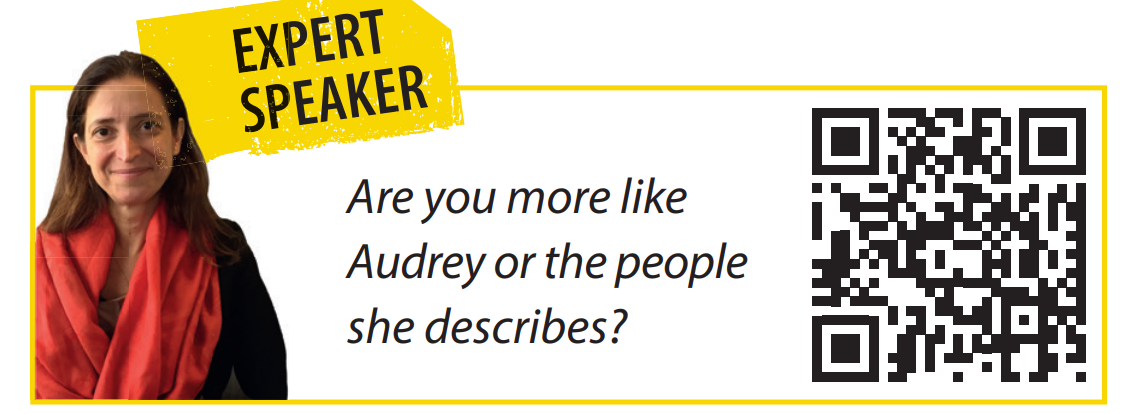 EXPERT
SPEAKER
Are you more like
Audrey or the people
she describes?